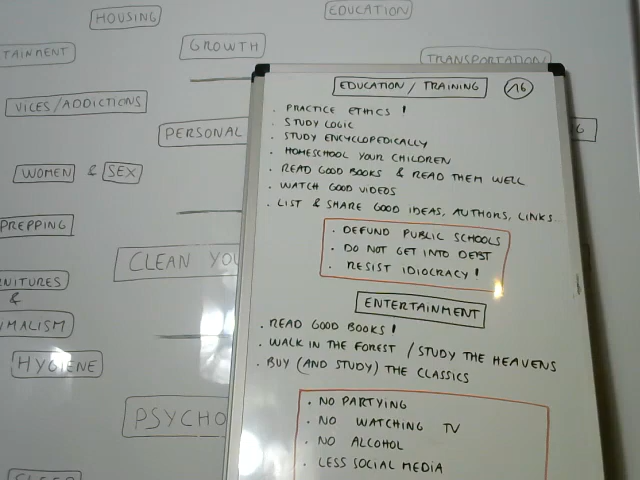 HOUSING
EDUCATION
TAINMENT
GROWTH
TRANSPORTATION
VICES/ADDICTIONS
PERSONAL
WOMEN & SEX
PREPPING
CLEAN YOU
RNITURES
&
IMALISM
HYGIENE
PSYCHO
SLEEP
EDUCATION / TRAINING
16
. PRACTICE ETHICS !
. STUDY LOGIC
. STUDY ENCYCLOPEDICALLY
. HOMESCHOOL YOUR CHILDREN
. READ GOOD BOOKS & READ THEM WELL
. WATCH GOOD VIDEOS
. LIST & SHARE GOOD IDEAS, AUTHORS, LINKS...
. DEFUND PUBLIC SCHOOLS
. DO NOT GET INTO DEBT
. RESIST IDIOCRACY !
ENTERTAINMENT
. READ GOOD BOOKS !
. WALK IN THE FOREST / STUDY THE HEAVENS
. BUY (AND STUDY) THE CLASSICS
. NO PARTYING
. NO WATCHING TV
. NO ALCOHOL
. LESS SOCIAL MEDIA